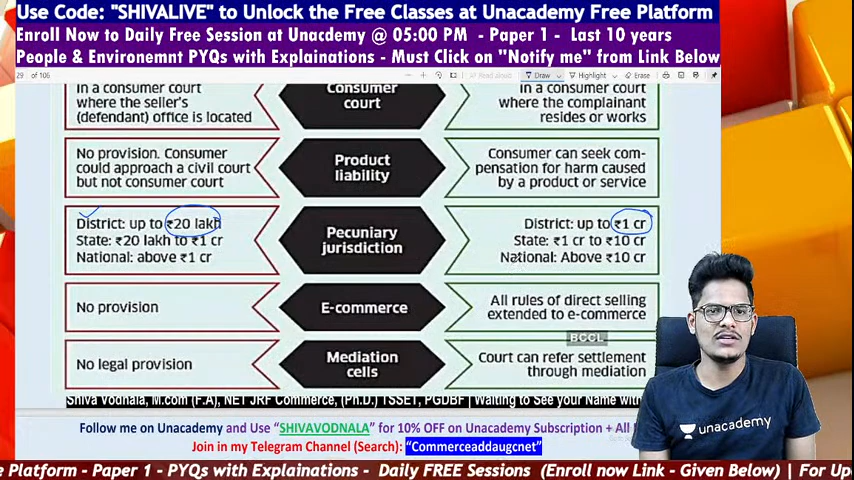 Use Code: "SHIVALIVE" to Unlock the Free Classes at Unacademy Free Platform
Enroll Now to Daily Free Session at Unacdemy @ 05:00 PM - Paper 1 - Last 10 years
People & Environemnt PYQs with Explainations - Must Click on "Notify me" from Link Below
29 of 106
Read aloud
Draw
Highlight
Erase
In a consumer court
where the seller's
(defendant) office is located
Consumer
court
In a consumer court
where the complainant
resides or works
No provision. Consumer
could approach a civil court
but not consumer court
Product
liability
Consumer can seek com-
pensation for harm caused
by a product or service
District: up to ₹20 lakh
State: ₹20 lakh to ₹1 cr
National: above ₹1 cr
Pecuniary
jurisdiction
District: up to ₹1 cr
State: ₹1 cr to ₹10 cr
National: Above ₹10 cr
No provision
E-commerce
All rules of direct selling
extended to e-commerce
BCCL
No legal provision
Mediation
cells
Court can refer settlement
through mediation
unacademy
Shiva Vodnala, M.com (F.A), NET JRF Commerce, (Ph.D.) TSSET, PGDBF | Waiting to See your Name with
Follow me on Unacademy and Use "SHIVAVODNALA" for 10% OFF on Unacademy Subscription + All
Join in my Telegram Channel (Search): "Commerceaddaugcnet"
e Platform - Paper 1 - PYQs with Explainations - Daily FREE Sessions (Enroll now Link - Given Below) | For Up